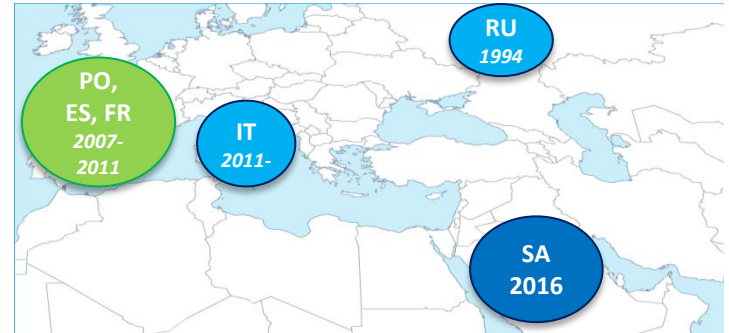 RU
1994
PO,
ES, FR
2007-
2011
IT
2011-
SA
2016